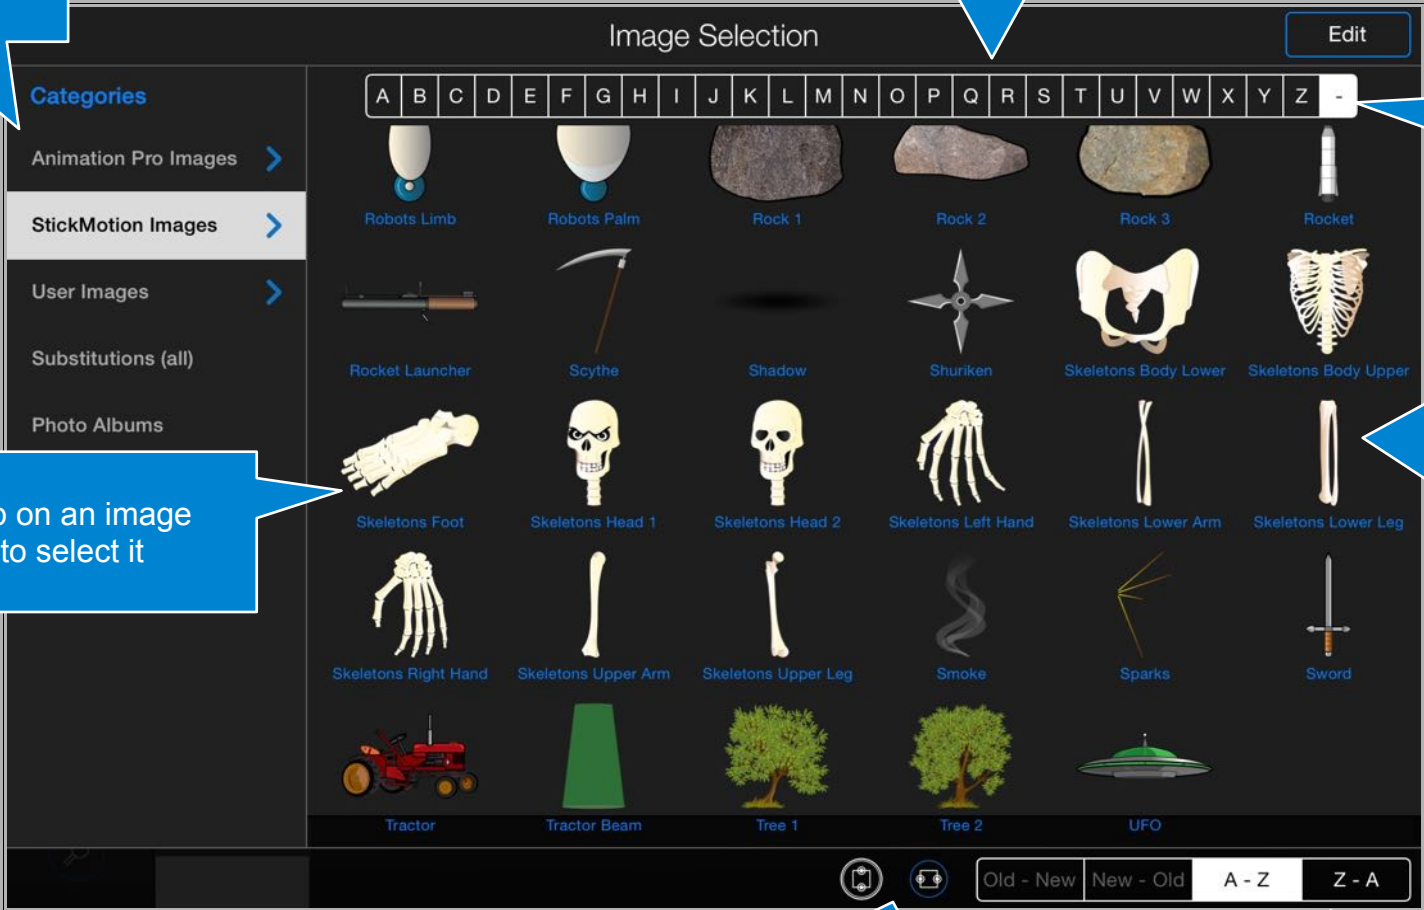 Image Selection
Edit
Categories
A B C D E F G H I J K L M N O P Q R S T U V W X Y Z -
Animation Pro Images
StickMotion Images
User Images
Substitutions (all)
Photo Albums
on an image
to select it
Robots Limb Robots Palm Rock 1 Rock 2 Rock 3 Rocket
Rocket Launcher Scythe Shadow Shuriken Skeletons Body Lower Skeletons Body Upper
Skeletons Foot Skeletons Head 1 Skeletons Head 2 Skeletons Left Hand Skeletons Lower Arm Skeletons Lower Leg
Skeletons Right Hand Skeletons Upper Arm Skeletons Upper Leg Smoke Sparks Sword
Tractor Tractor Beam Tree 1 Tree 2 UFO
Old - New New - Old A - Z Z - A